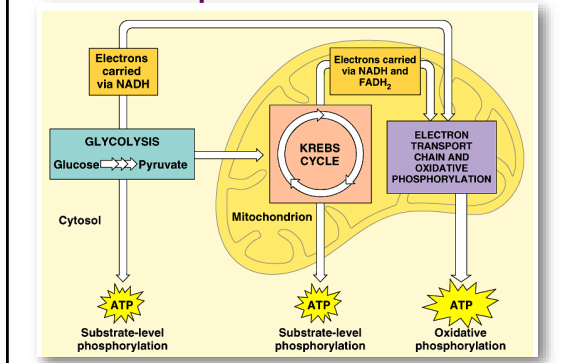 Electrons
carried
via NADH
Electrons carried
via NADH and
FADH₂
GLYCOLYSIS
Glucose Pyruvate
KREBS
CYCLE
ELECTRON
TRANSPORT
CHAIN AND
OXIDATIVE
PHOSPHORYLATION
Cytosol
Mitochondrion
ATP
ATP
ATP
Substrate-level
phosphorylation
Substrate-level
phosphorylation
Oxidative
phosphorylation